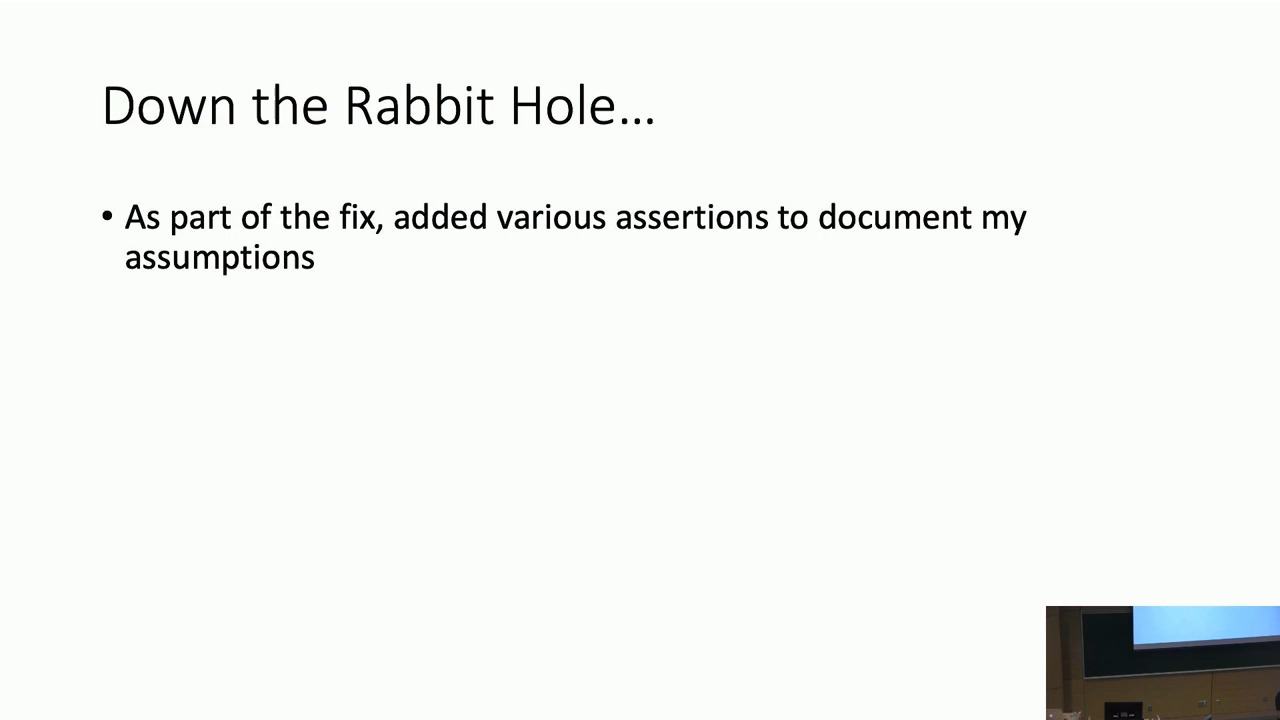 Down the Rabbit Hole...
• As part of the fix, added various assertions to document my
assumptions